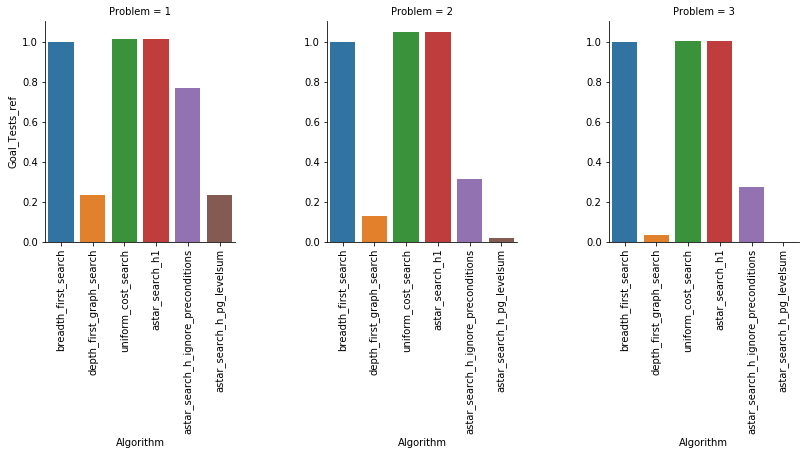 Problem = 1
Problem = 2
Problem = 3
Goal_Tests_ref
1.0
0.8
0.6
0.4
0.2
0.0
1.0
0.8
0.6
0.4
0.2
0.0
1.0
0.8
0.6
0.4
0.2
0.0
breadth_first_search
depth_first_graph_search
uniform_cost_search
astar_search_h1
astar_search_h_ignore_preconditions
astar_search_h_pg_levelsum
breadth_first_search
depth_first_graph_search
uniform_cost_search
astar_search_h1
astar_search_h_ignore_preconditions
astar_search_h_pg_levelsum
breadth_first_search
depth_first_graph_search
uniform_cost_search
astar_search_h1
astar_search_h_ignore_preconditions
astar_search_h_pg_levelsum
Algorithm
Algorithm
Algorithm